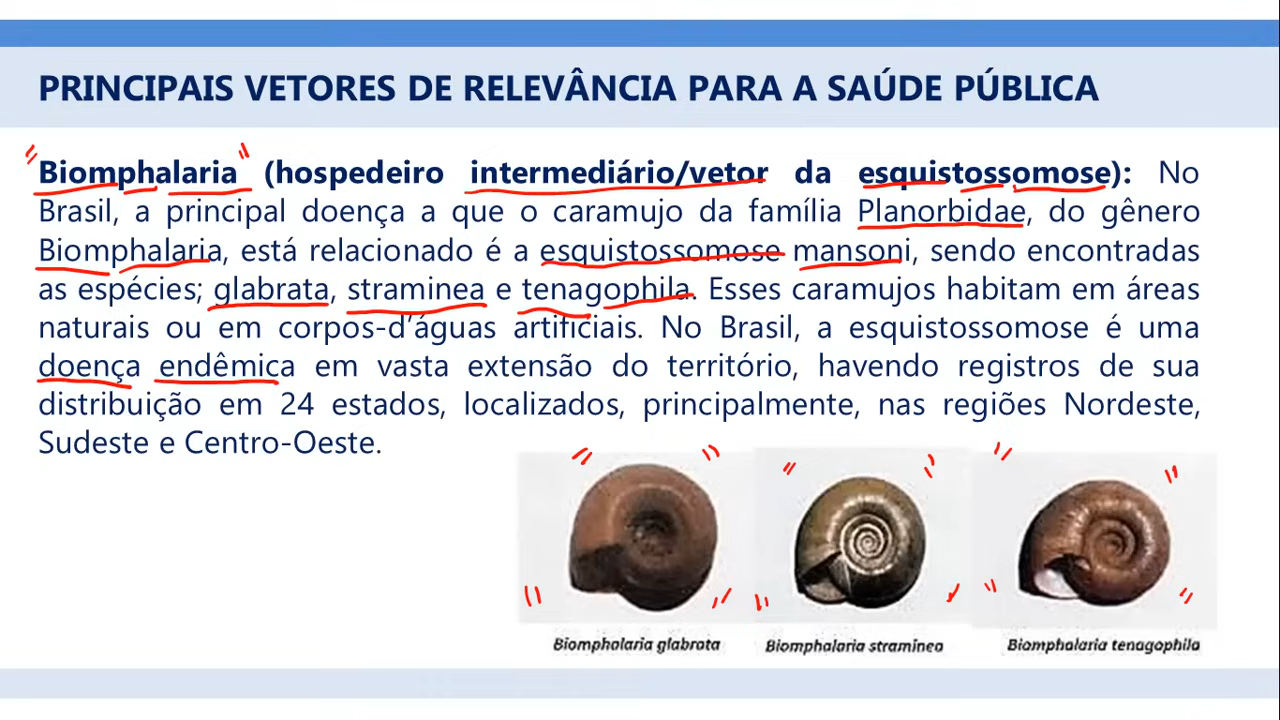 PRINCIPAIS VETORES DE RELEVÂNCIA PARA A SAÚDE PÚBLICA
Biomphalaria (hospedeiro intermediário/vetor da esquistossomose): No
Brasil, a principal doença a que o caramujo da família Planorbidae, do gênero
Biomphalaria, está relacionado é a esquistossomose mansoni, sendo encontradas
as espécies; glabrata, straminea e tenagophila. Esses caramujos habitam em áreas
naturais ou em corpos-d’águas artificiais. No Brasil, a esquistossomose é uma
doença endêmica em vasta extensão do território, havendo registros de sua
distribuição em 24 estados, localizados, principalmente, nas regiões Nordeste,
Sudeste e Centro-Oeste.
Biomphalaria glabrata
Biomphalaria straminea
Biomphalaria tenagophila